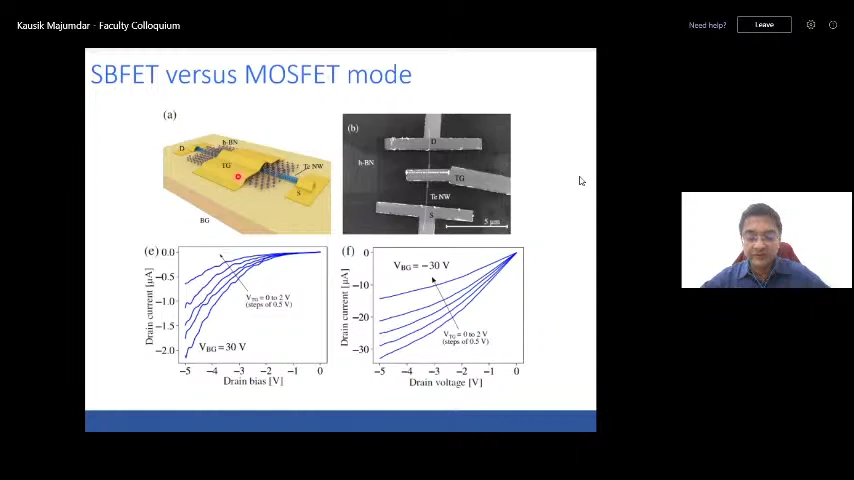 Kausik Majumdar - Faculty Colloquium
Need help?
Leave
SBFET versus MOSFET mode
(a)
D
h-BN
TG
Te NW
S
BG
(b)
D
h-BN
TG
Te NW
S
5 μm
(e)
0.0
−0.5
−1.0
−1.5
−2.0
Drain current [μA]
V_TG = 0 to 2 V
(steps of 0.5 V)
V_BG = 30 V
−5 −4 −3 −2 −1 0
Drain bias [V]
(f)
0
−10
−20
−30
Drain current [μA]
V_BG = −30 V
V_TG = 0 to 2 V
(steps of 0.5 V)
−5 −4 −3 −2 −1 0
Drain voltage [V]